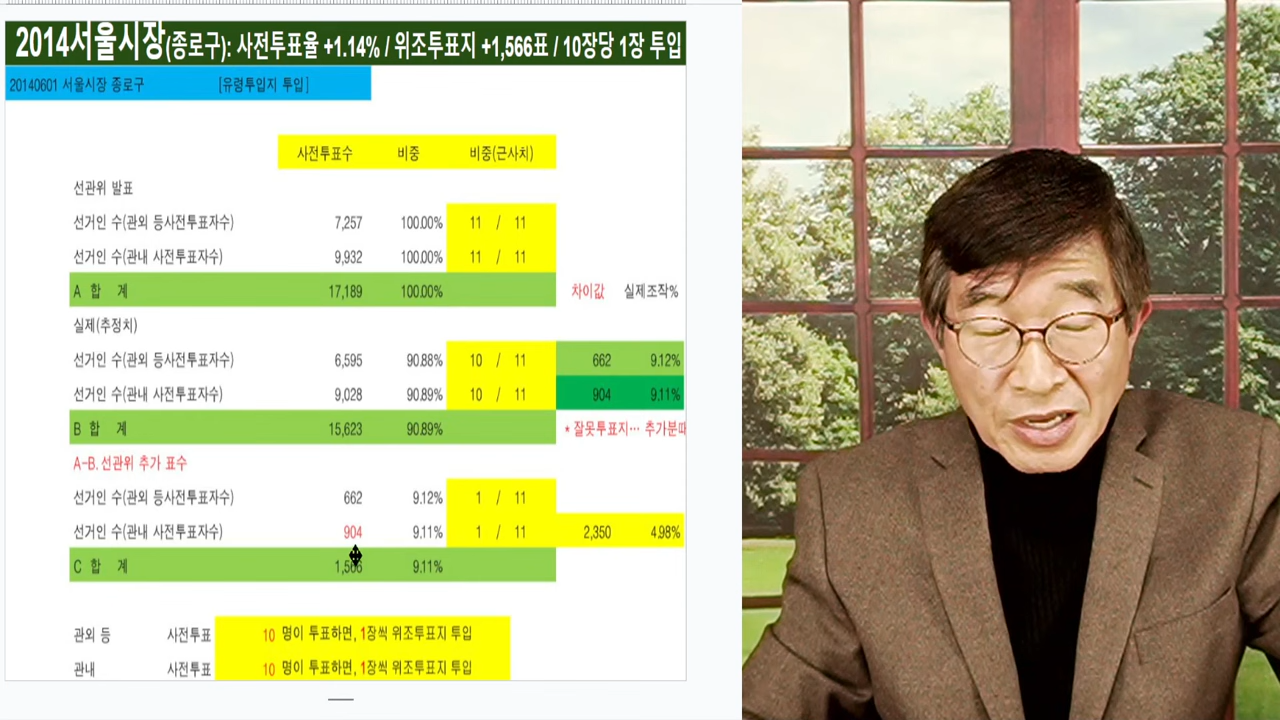 2014서울시장(종로구): 사전투표율 +1.14% / 위조투표지 +1,566표 / 10장당 1장 투입
20140601 서울시장 종로구 [유령투입지 투입]
사전투표수 비중 비중(근사치)
선관위 발표
선거인 수(관외 등사전투표자수) 7,257 100.00% 11 / 11
선거인 수(관내 사전투표자수) 9,932 100.00% 11 / 11
A 합 계 17,189 100.00% 차이값 실제조작%
실제(추정치)
선거인 수(관외 등사전투표자수) 6,595 90.88% 10 / 11 662 9.12%
선거인 수(관내 사전투표자수) 9,028 90.89% 10 / 11 904 9.11%
B 합 계 15,623 90.89% * 잘못투표지… 추가분
A-B. 선관위 추가 표수
선거인 수(관외 등사전투표자수) 662 9.12% 1 / 11
선거인 수(관내 사전투표자수) 904 9.11% 1 / 11 2,350 4.98%
C 합 계 1,566 9.11%
관외 등 사전투표 10 명이 투표하면, 1장씩 위조투표지 투입
관내 사전투표 10 명이 투표하면, 1장씩 위조투표지 투입